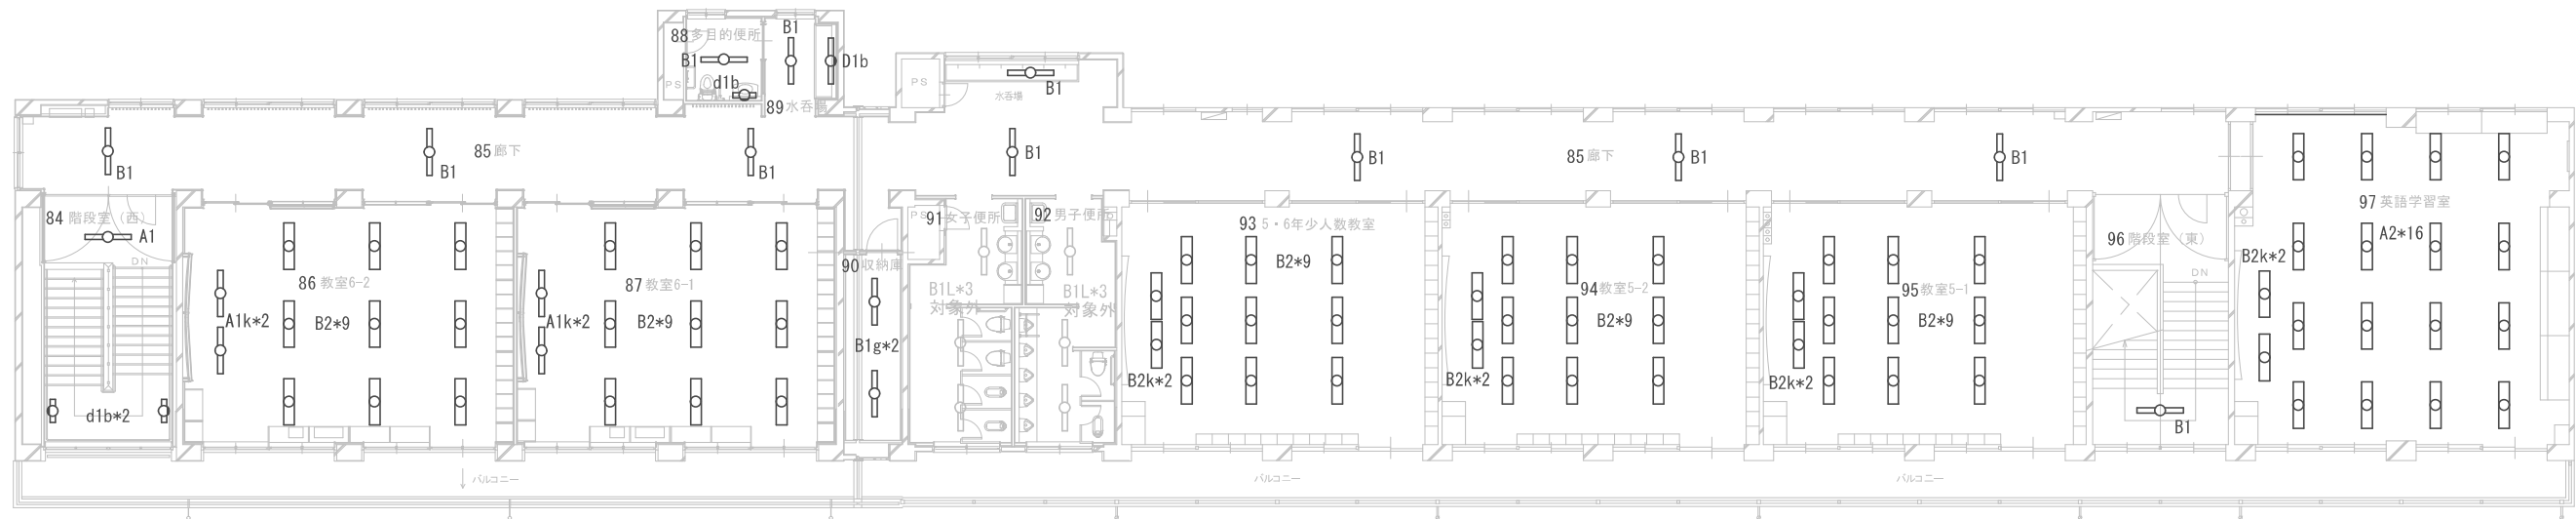 88 多目的便所
B1
B1
D1b
d1b
PS
89 水呑場
PS
B1
水呑場
B1
85 廊下
B1
B1
B1
B1
85 廊下
B1
B1
84 階段室（西）
A1
DN
86 教室6-2
A1k*2
B2*9
d1b*2
87 教室6-1
A1k*2
B2*9
90 収納庫
B1g*2
PS
91 女子便所
B1L*3
対象外
92 男子便所
B1L*3
対象外
93 5・6年少人数教室
B2*9
B2k*2
94 教室5-2
B2*9
B2k*2
95 教室5-1
B2*9
B2k*2
96 階段室（東）
DN
B1
97 英語学習室
A2*16
B2k*2
バルコニー
バルコニー
バルコニー